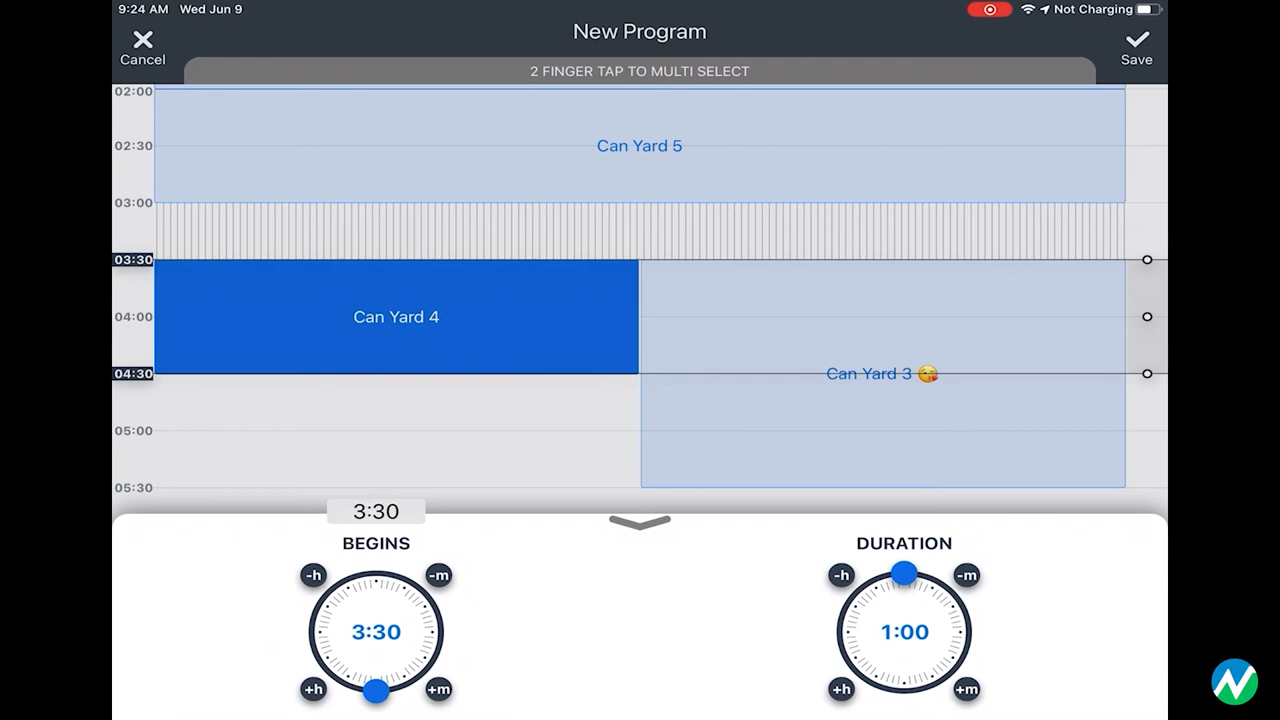 9:24 AM Wed Jun 9
Not Charging
New Program
Cancel
Save
2 FINGER TAP TO MULTI SELECT
02:00
02:30
Can Yard 5
03:00
03:30
04:00
Can Yard 4
04:30
Can Yard 3 😘
05:00
05:30
3:30
BEGINS
-h
-m
3:30
+h
+m
DURATION
-h
-m
1:00
+h
+m